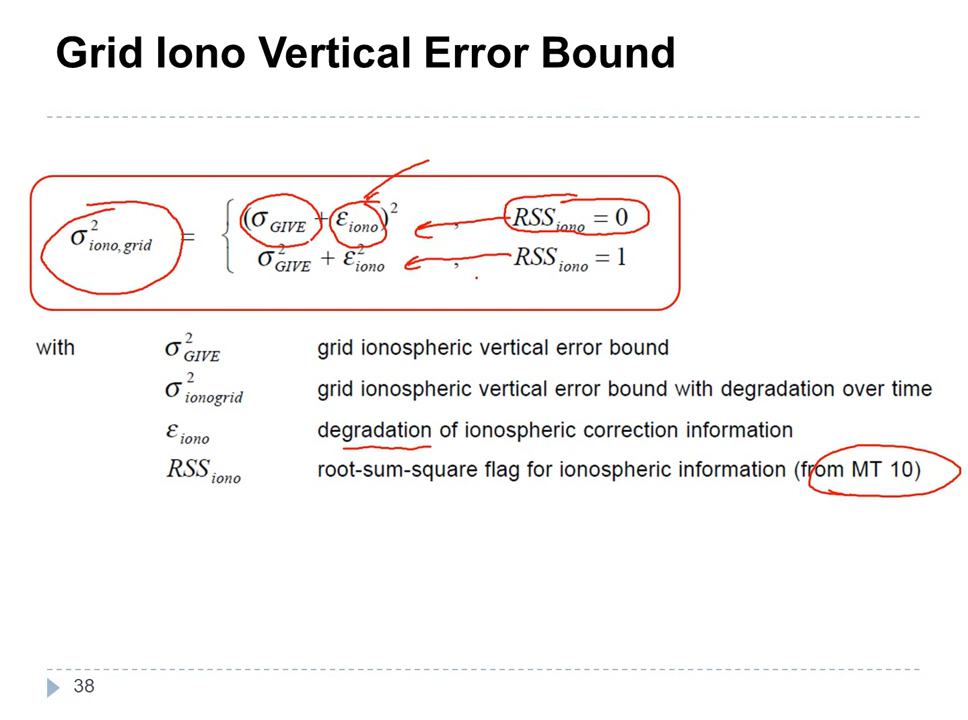 Grid Iono Vertical Error Bound
σ²iono,grid = { (σGIVE + εiono)² , RSSiono = 0
σ²GIVE + ε²iono , RSSiono = 1
with σ²GIVE grid ionospheric vertical error bound
σ²ionogrid grid ionospheric vertical error bound with degradation over time
εiono degradation of ionospheric correction information
RSSiono root-sum-square flag for ionospheric information (from MT 10)
38